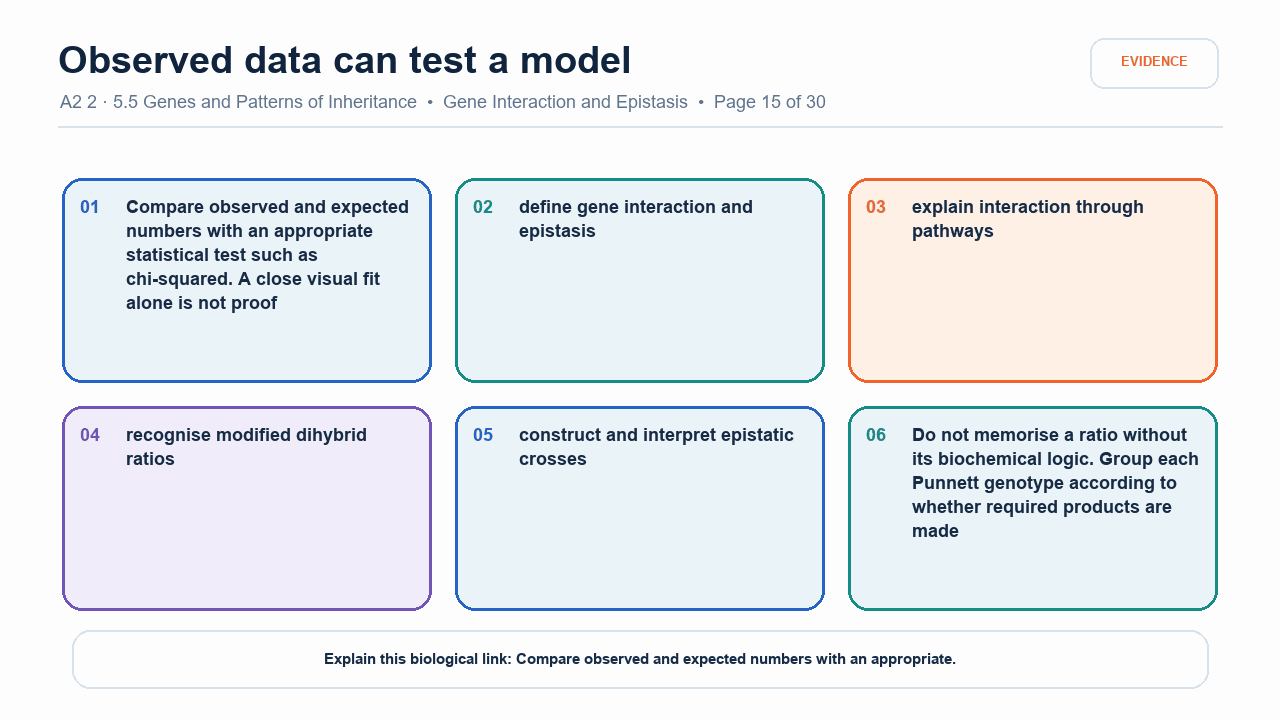 Observed data can test a model
EVIDENCE
A2 2 · 5.5 Genes and Patterns of Inheritance • Gene Interaction and Epistasis • Page 15 of 30
01
Compare observed and expected
numbers with an appropriate
statistical test such as
chi-squared. A close visual fit
alone is not proof
02
define gene interaction and
epistasis
03
explain interaction through
pathways
04
recognise modified dihybrid
ratios
05
construct and interpret epistatic
crosses
06
Do not memorise a ratio without
its biochemical logic. Group each
Punnett genotype according to
whether required products are
made
Explain this biological link: Compare observed and expected numbers with an appropriate.